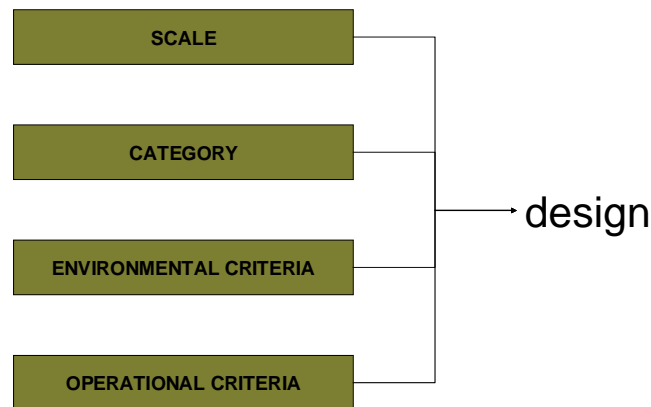 SCALE
CATEGORY
design
ENVIRONMENTAL CRITERIA
OPERATIONAL CRITERIA